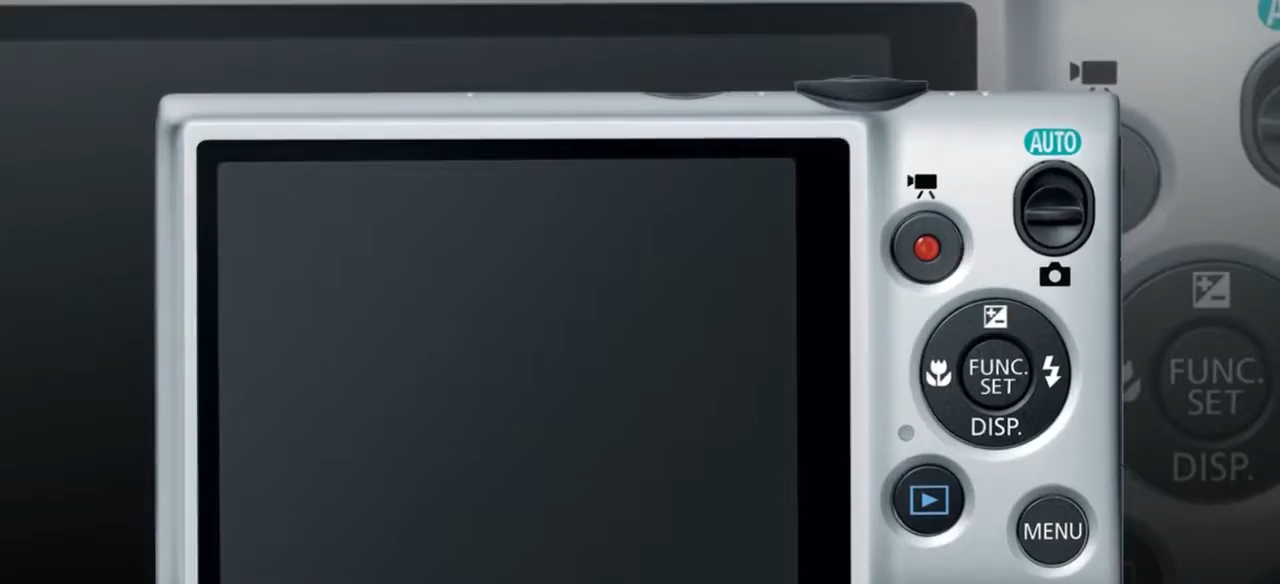 AUTO
FUNC.
SET
DISP.
MENU
FUNC.
SET
DISP.